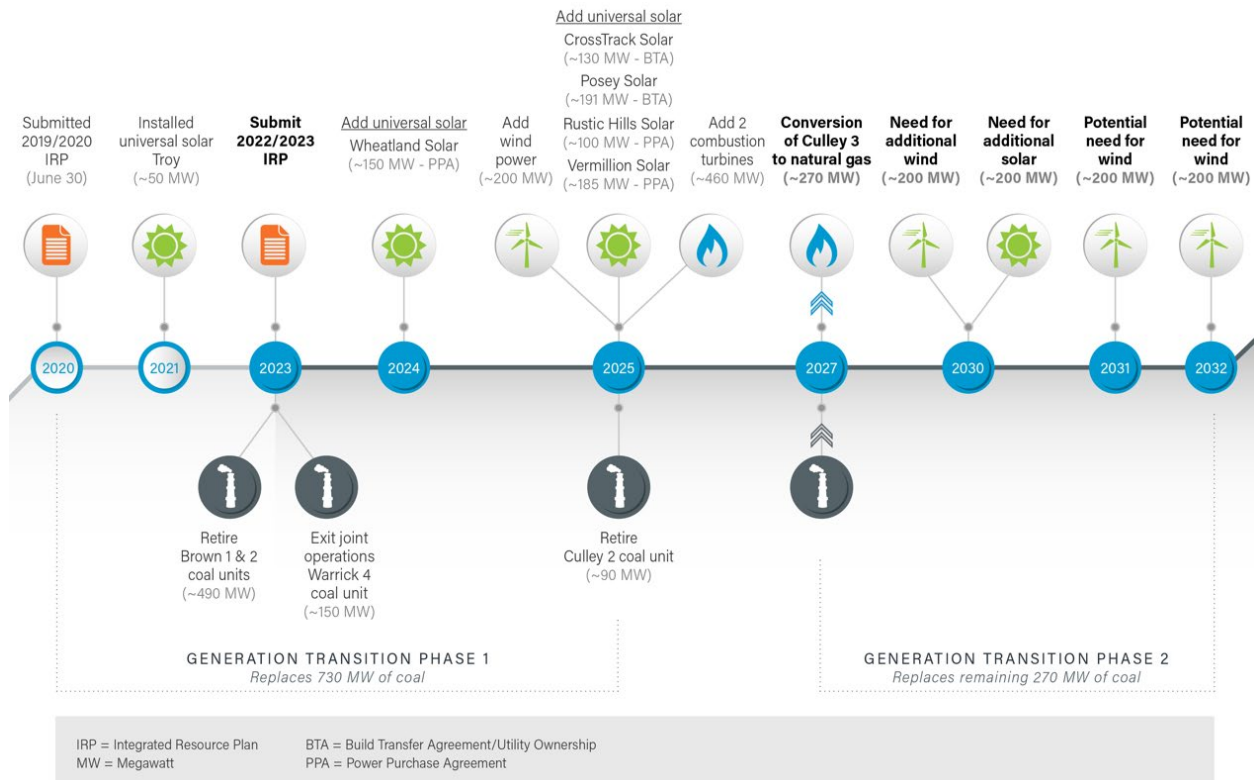 Add universal solar
CrossTrack Solar
(~130 MW - BTA)
Posey Solar
(~191 MW - BTA)
Rustic Hills Solar
(~100 MW - PPA)
Vermillion Solar
(~185 MW - PPA)
Submitted
2019/2020
IRP
(June 30)
Installed
universal solar
Troy
(~50 MW)
Submit
2022/2023
IRP
Add universal solar
Wheatland Solar
(~150 MW - PPA)
Add
wind
power
(~200 MW)
Add 2
combustion
turbines
(~460 MW)
Conversion
of Culley 3
to natural gas
(~270 MW)
Need for
additional
wind
(~200 MW)
Need for
additional
solar
(~200 MW)
Potential
need for
wind
(~200 MW)
Potential
need for
wind
(~200 MW)
2020
2021
2023
2024
2025
2027
2030
2031
2032
Retire
Brown 1 & 2
coal units
(~490 MW)
Exit joint
operations
Warrick 4
coal unit
(~150 MW)
Retire
Culley 2 coal unit
(~90 MW)
GENERATION TRANSITION PHASE 1
Replaces 730 MW of coal
GENERATION TRANSITION PHASE 2
Replaces remaining 270 MW of coal
IRP = Integrated Resource Plan
MW = Megawatt
BTA = Build Transfer Agreement/Utility Ownership
PPA = Power Purchase Agreement